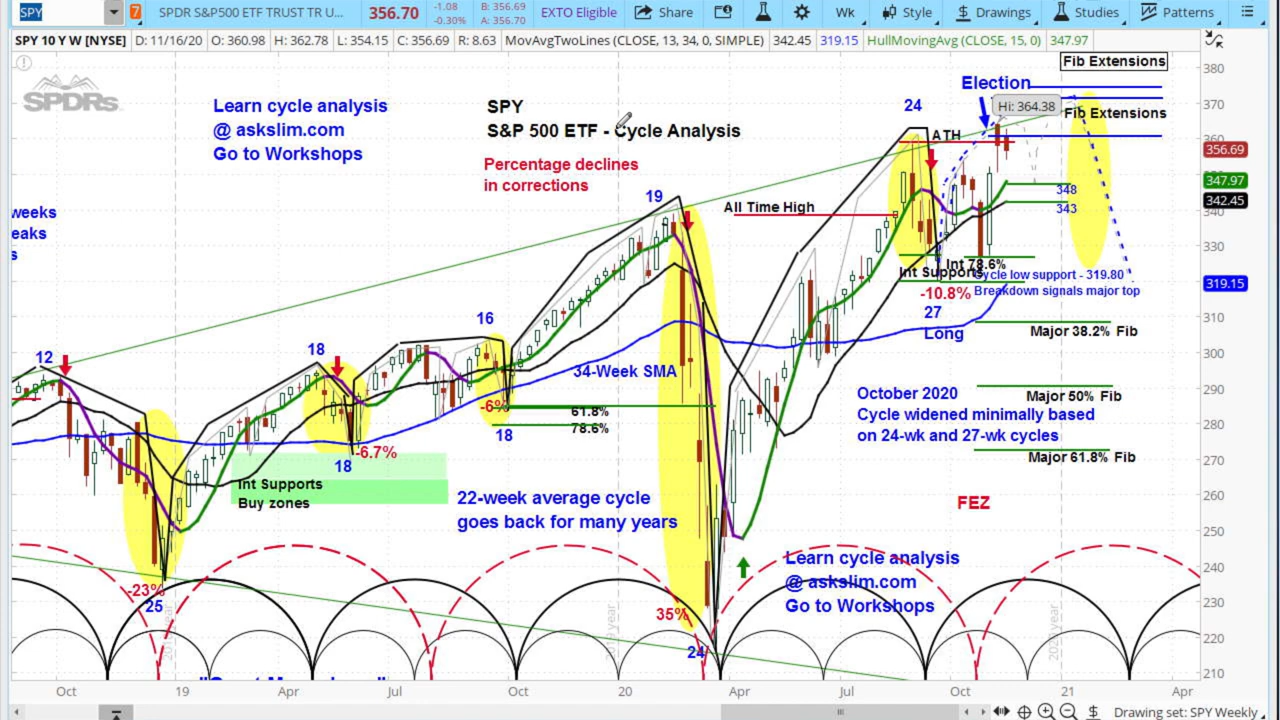 SPY
7
SPDR S&P500 ETF TRUST TR U...
356.70
-1.08
-0.30%
B: 356.69
A: 356.70
EXTO Eligible
Share
Wk
Style
$ Drawings
Studies
Patterns
SPY 10 Y W [NYSE] D: 11/16/20 O: 360.98 H: 362.78 L: 354.15 C: 356.69 R: 8.63 MovAvgTwoLines (CLOSE, 13, 34, 0, SIMPLE) 342.45 319.15 HullMovingAvg (CLOSE, 15, 0) 347.97
SPDRs
Learn cycle analysis
@ askslim.com
Go to Workshops
SPY
S&P 500 ETF - Cycle Analysis
Percentage declines
in corrections
Fib Extensions
Election
Hi: 364.38
Fib Extensions
24
ATH
weeks
eaks
s
19
All Time High
348
343
Int 78.6%
Int Supports
Cycle low support - 319.80
-10.8%
Breakdown signals major top
27
Long
Major 38.2% Fib
12
18
16
34-Week SMA
-6%
61.8%
78.6%
18
October 2020
Cycle widened minimally based
on 24-wk and 27-wk cycles
Major 50% Fib
Major 61.8% Fib
-6.7%
18
Int Supports
Buy zones
22-week average cycle
goes back for many years
FEZ
Learn cycle analysis
@ askslim.com
Go to Workshops
-23%
25
35%
24
2019 year
380
370
360
356.69
347.97
342.45
340
330
319.15
310
300
290
280
270
260
250
240
230
220
210
Oct 19 Apr Jul Oct 20 Apr Jul Oct 21 Apr
$ Drawing set: SPY Weekly